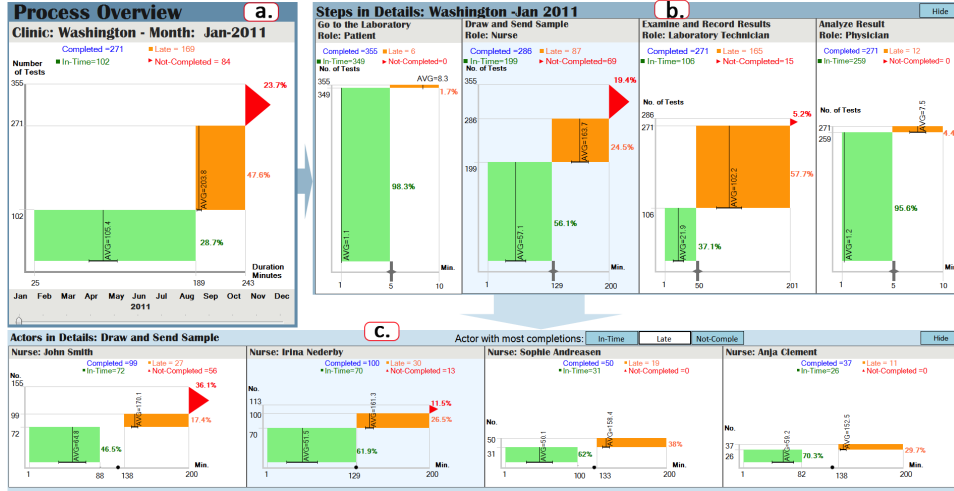 Process Overview
a.
Clinic: Washington - Month: Jan-2011
Completed =271 Late = 169
In-Time=102 Not-Completed = 84
Number of Tests
355
23.7%
271
AVG=203.8
47.6%
102
AVG=105.4
28.7%
25 189 243
Duration Minutes
Jan Feb Mar Apr May Jun Jul Aug Sep Oct Nov Dec
2011
Steps in Details: Washington -Jan 2011
b.
Hide
Go to the Laboratory
Role: Patient
Completed =355 Late = 6
In-Time=349 Not-Completed=0
No. of Tests
AVG=8.3
355
349
1.7%
98.3%
AVG=1.1
Min.
1 5 10
Draw and Send Sample
Role: Nurse
Completed =286 Late = 87
In-Time=199 Not-Completed=69
No. of Tests
19.4%
355
286
AVG=163.7
24.5%
199
AVG=57.1
56.1%
Min.
1 129 200
Examine and Record Results
Role: Laboratory Technician
Completed =271 Late = 165
In-Time=106 Not-Completed=15
No. of Tests
5.2%
286
271
AVG=102.2
57.7%
106
AVG=21.9
37.1%
Min.
1 50 201
Analyze Result
Role: Physician
Completed =271 Late = 12
In-Time=259 Not-Completed= 0
No. of Tests
AVG=7.5
271
259
4.4
AVG=1.2
95.6%
Min.
1 5 10
c.
Actors in Details: Draw and Send Sample
Actor with most completions: In-Time Late Not-Comple Hide
Nurse: John Smith
Completed =99 Late = 27
In-Time=72 Not-Completed =56
No.
155
36.1%
AVG=170.1
99
17.4%
72
AVG=64.8
46.5%
Min.
1 88 138 200
Nurse: Irina Nederby
Completed =100 Late = 30
In-Time=70 Not-Completed =13
No.
113
11.5%
AVG=161.3
100
26.5%
70
AVG=51.5
61.9%
Min.
1 129 200
Nurse: Sophie Andreasen
Completed =50 Late = 19
In-Time=31 Not-Completed =0
No.
AVG=158.4
50
38%
31
AVG=50.1
62%
Min.
1 100 133 200
Nurse: Anja Clement
Completed =37 Late = 11
In-Time=26 Not-Completed =0
No.
AVG=152.5
37
29.7%
26
AVG=59.2
70.3%
Min.
1 82 138 200